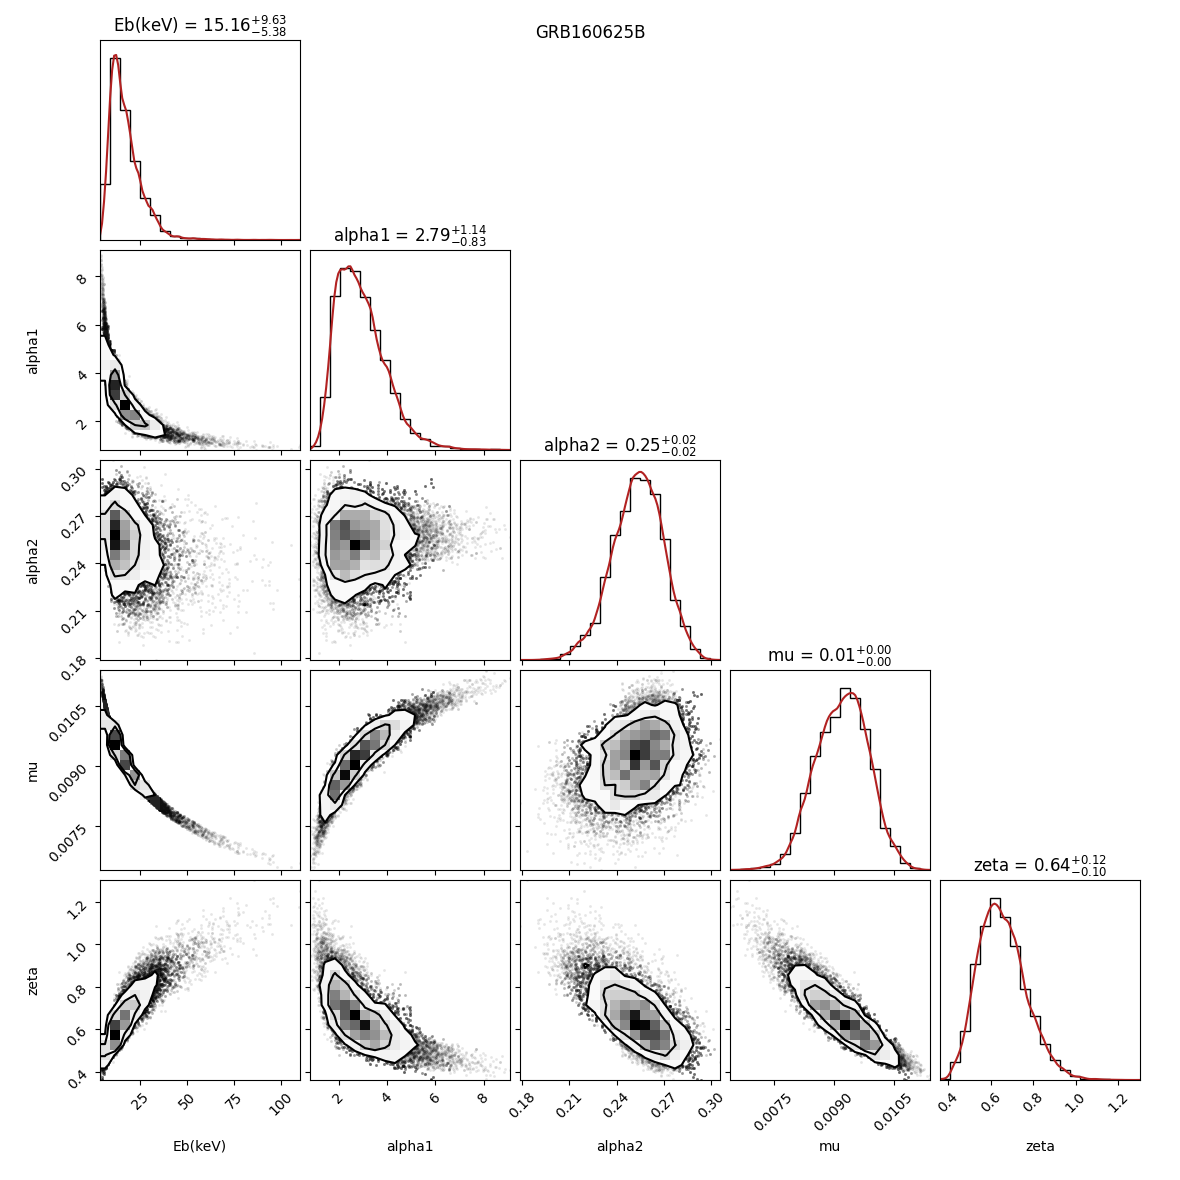 GRB160625B
Eb(keV) = 15.16+9.63 −5.38
alpha1 = 2.79+1.14 −0.83
8
6
4
2
alpha1
alpha2 = 0.25+0.02 −0.02
0.30
0.27
0.24
0.21
0.18
alpha2
mu = 0.01+0.00 −0.00
0.0105
0.0090
0.0075
mu
zeta = 0.64+0.12 −0.10
1.2
1.0
0.8
0.6
0.4
zeta
25 50 75 100 2 4 6 8 0.18 0.21 0.24 0.27 0.30 0.0075 0.0090 0.0105 0.4 0.6 0.8 1.0 1.2
Eb(keV) alpha1 alpha2 mu zeta